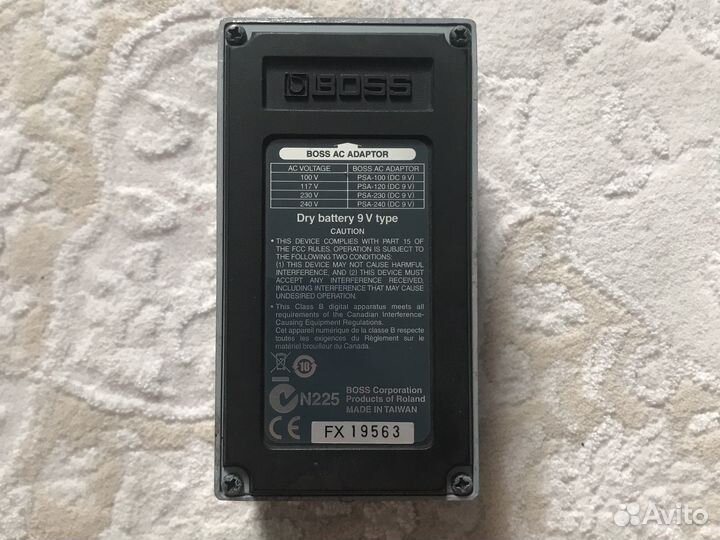 BOSS
BOSS AC ADAPTOR
AC VOLTAGE BOSS AC ADAPTOR
100 V PSA-100 (DC 9 V)
117 V PSA-120 (DC 9 V)
230 V PSA-230 (DC 9 V)
240 V PSA-240 (DC 9 V)
Dry battery 9 V type
CAUTION
• THIS DEVICE COMPLIES WITH PART 15 OF
THE FCC RULES. OPERATION IS SUBJECT TO
THE FOLLOWING TWO CONDITIONS:
(1) THIS DEVICE MAY NOT CAUSE HARMFUL
INTERFERENCE, AND (2) THIS DEVICE MUST
ACCEPT ANY INTERFERENCE RECEIVED,
INCLUDING INTERFERENCE THAT MAY CAUSE
UNDESIRED OPERATION.
• This Class B digital apparatus meets all
requirements of the Canadian Interference-
Causing Equipment Regulations.
Cet appareil numérique de la classe B respecte
toutes les exigences du Règlement sur le
matériel brouilleur du Canada.
10
N225
BOSS Corporation
Products of Roland
MADE IN TAIWAN
CE
FX19563
Avito